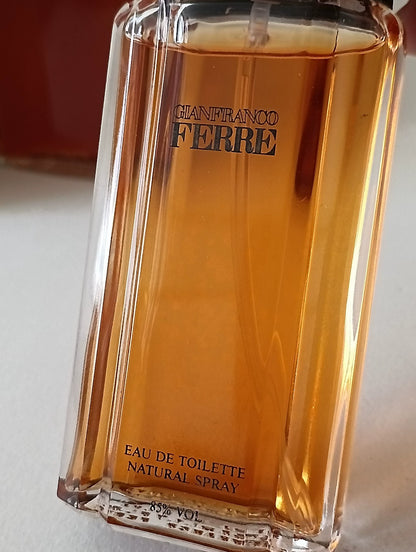 GIANFRANCO
FERRE
EAU DE TOILETTE
NATURAL SPRAY
85% VOL